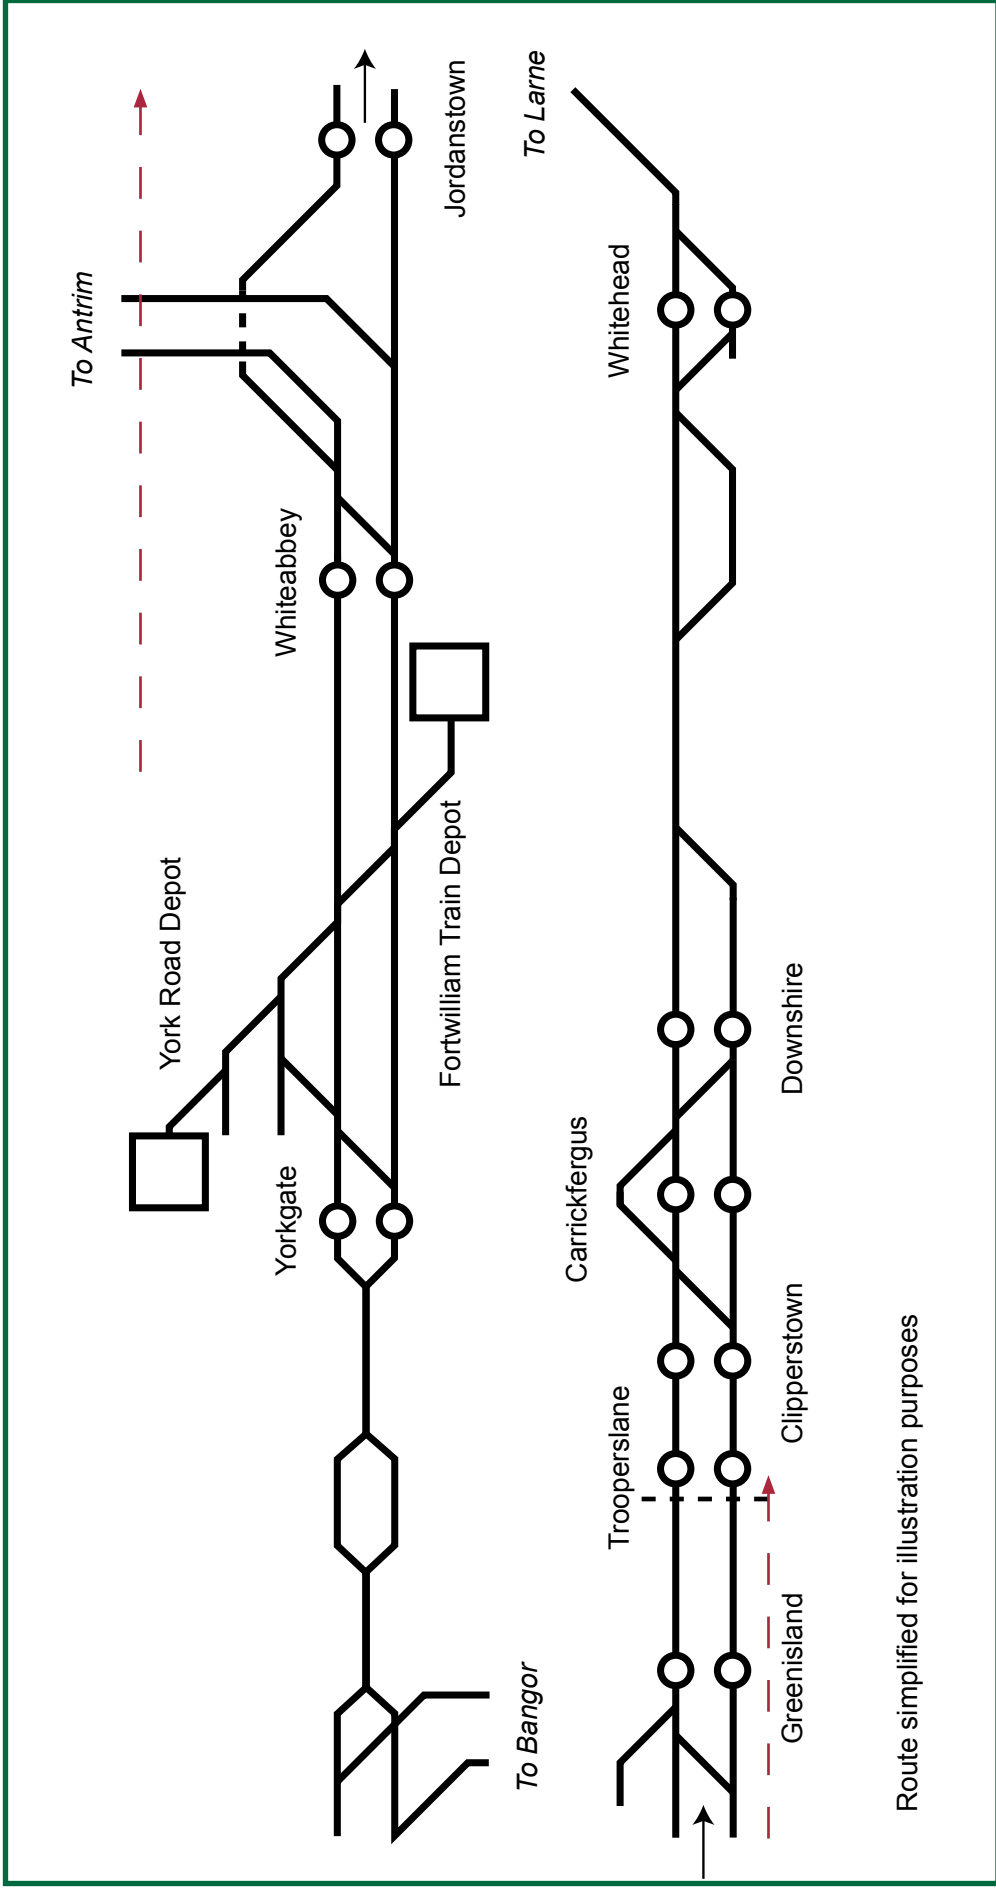 To Antrim
York Road Depot
Yorkgate
Whiteabbey
Fortwilliam Train Depot
Jordanstown
To Bangor
To Larne
Carrickfergus
Trooperslane
Whitehead
Greenisland
Clipperstown
Downshire
Route simplified for illustration purposes